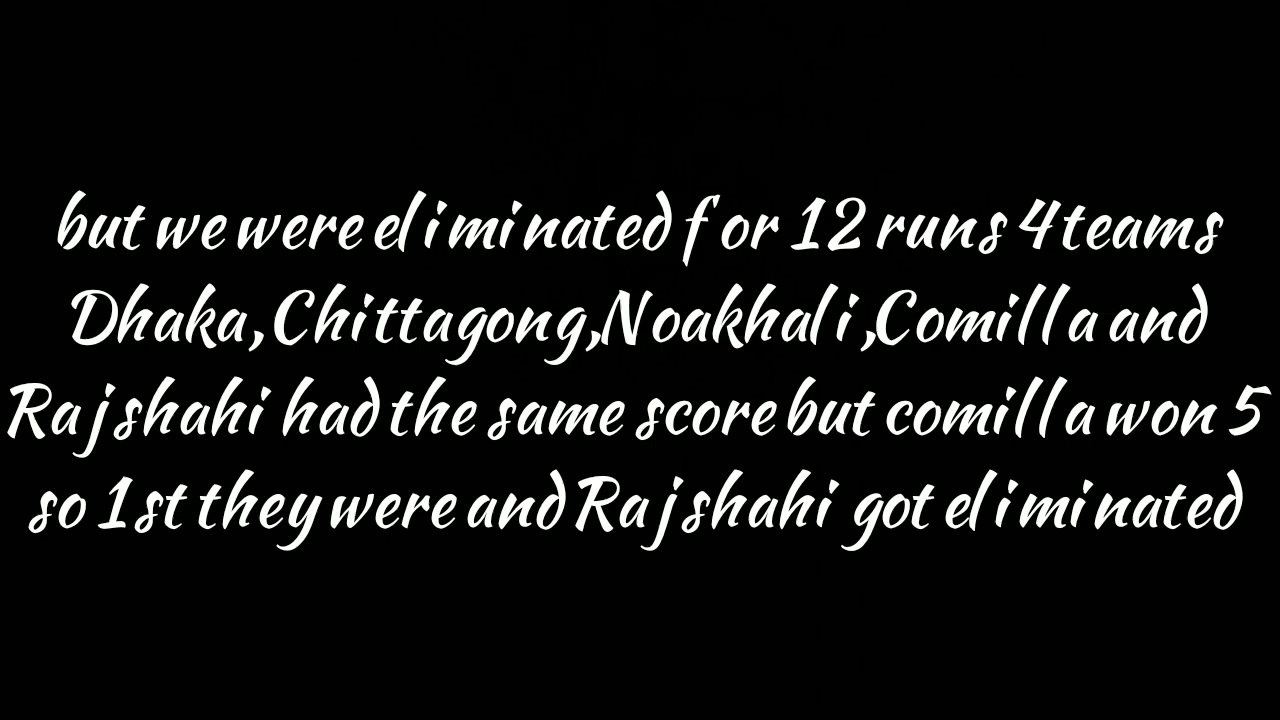 but we were eliminated for 12 runs 4 teams
Dhaka, Chittagong,Noakhali ,Comilla and
Rajshahi had the same score but comilla won 5
so 1st they were and Rajshahi got eliminated